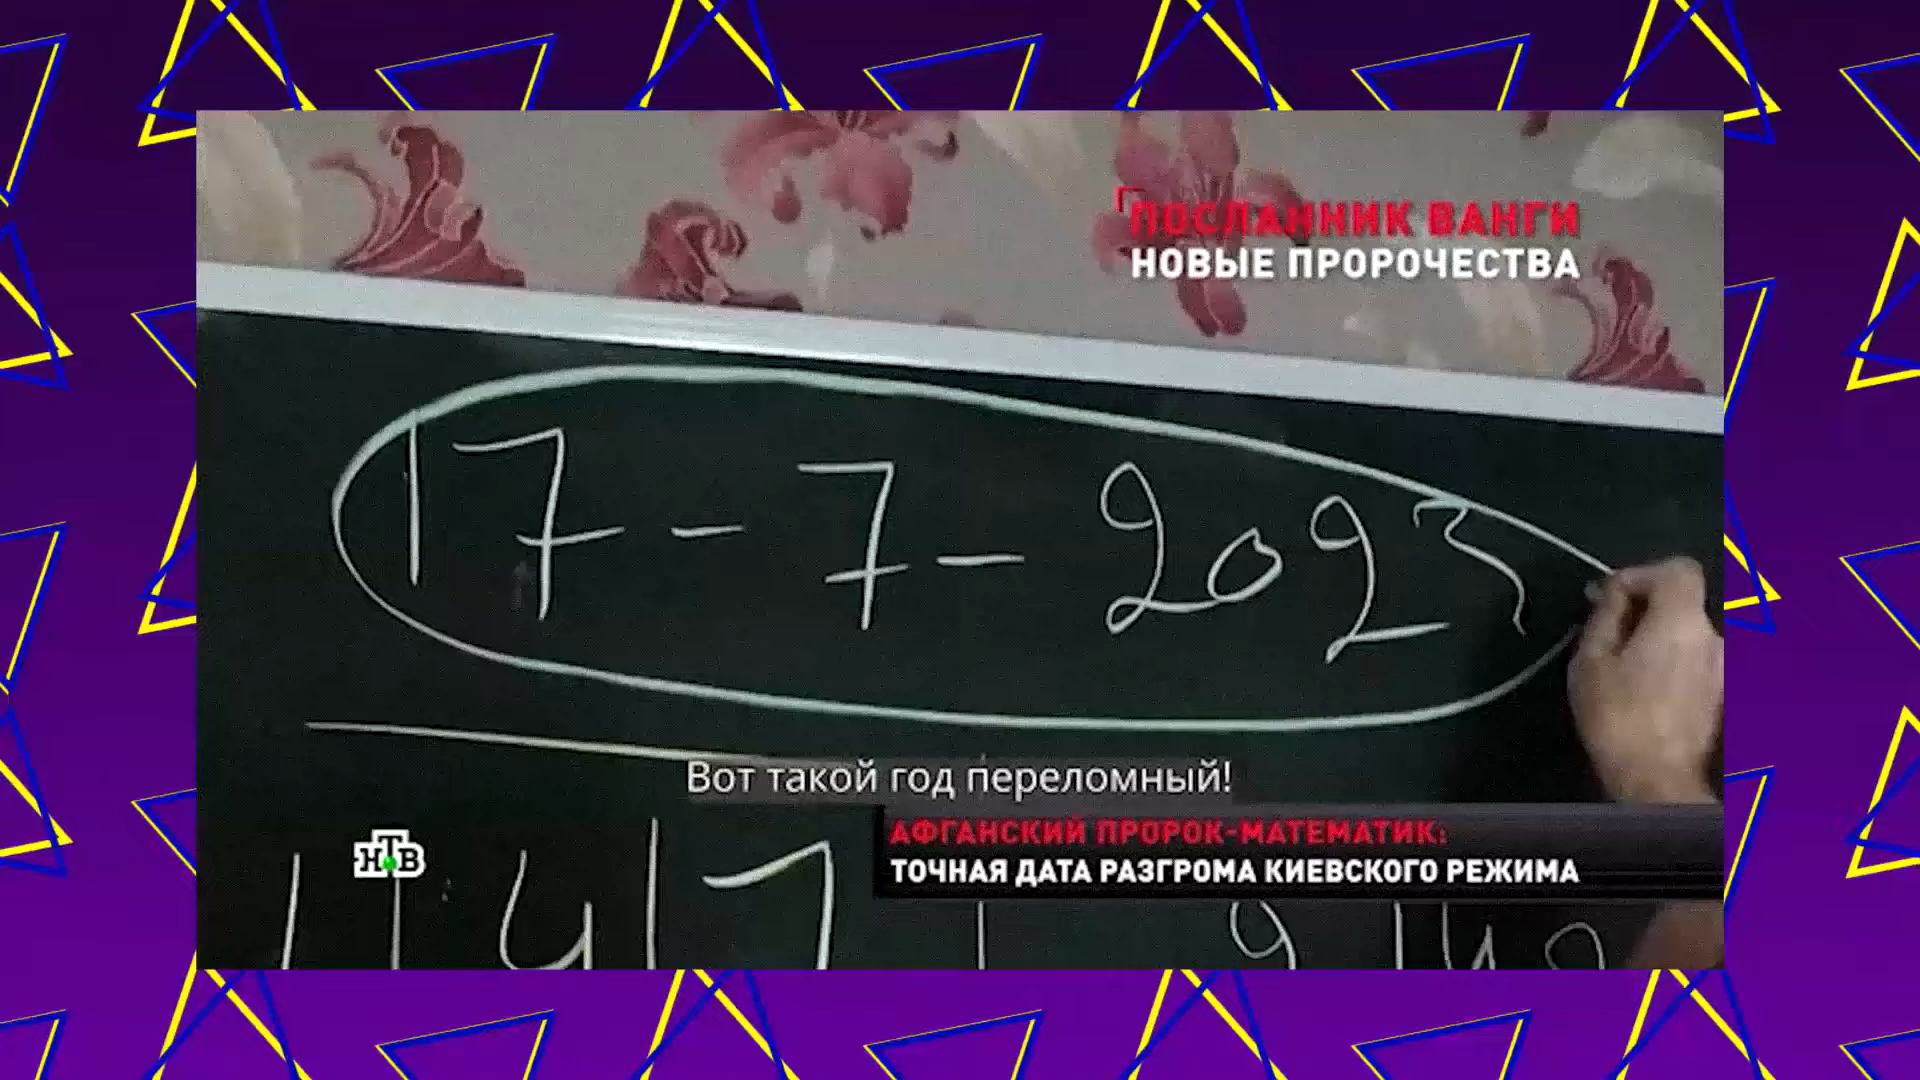 ПОСЛАННИК ВАНГИ
НОВЫЕ ПРОРОЧЕСТВА
17-7-2023
Вот такой год переломный!
АФГАНСКИЙ ПРОРОК-МАТЕМАТИК:
ТОЧНАЯ ДАТА РАЗГРОМА КИЕВСКОГО РЕЖИМА
НТВ